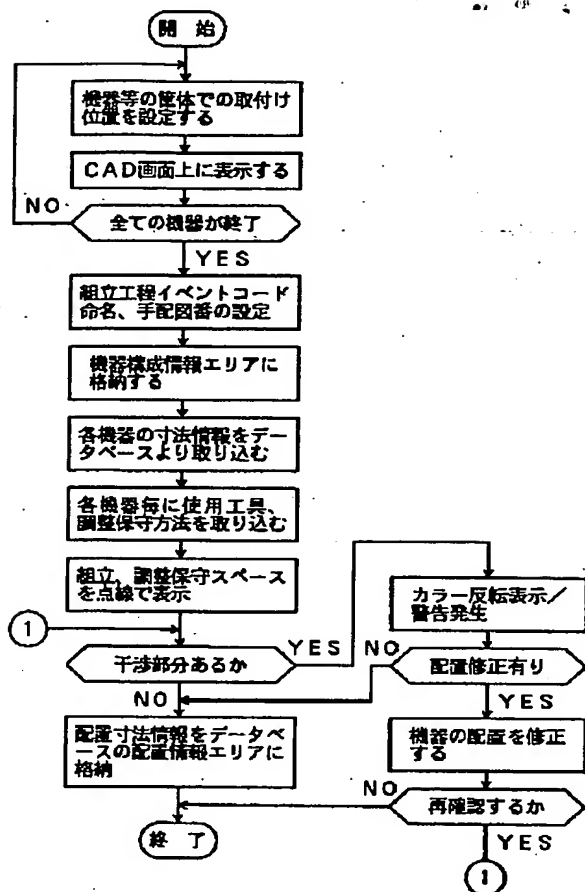 開 始
機器等の筐体での取付け
位置を設定する
CAD画面上に表示する
NO
全ての機器が終了
YES
組立工程イベントコード
命名、手配図番の設定
機器構成情報エリアに
格納する
各機器の寸法情報をデー
タベースより取り込む
各機器毎に使用工具、
調整保守方法を取り込む
組立、調整保守スペース
を点線で表示
カラー反転表示/
警告発生
1
干渉部分あるか
YES
NO
配置修正有り
NO
YES
配置寸法情報をデータベ
ースの配置情報エリアに
格納
機器の配置を修正
する
NO
再確認するか
終 了
YES
1